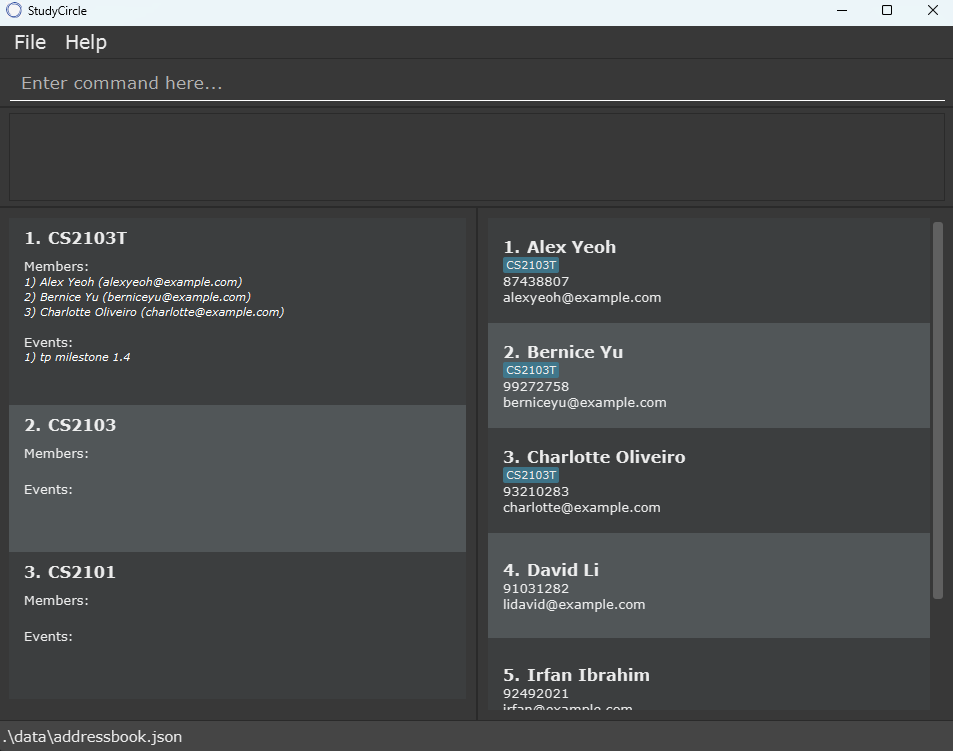 StudyCircle
File Help
Enter command here...
1. CS2103T
Members:
1) Alex Yeoh (alexyeoh@example.com)
2) Bernice Yu (berniceyu@example.com)
3) Charlotte Oliveiro (charlotte@example.com)
Events:
1) tp milestone 1.4
2. CS2103
Members:
Events:
3. CS2101
Members:
Events:
1. Alex Yeoh
CS2103T
87438807
alexyeoh@example.com
2. Bernice Yu
CS2103T
99272758
berniceyu@example.com
3. Charlotte Oliveiro
CS2103T
93210283
charlotte@example.com
4. David Li
91031282
lidavid@example.com
5. Irfan Ibrahim
92492021
irfan@example.com
.\data\addressbook.json